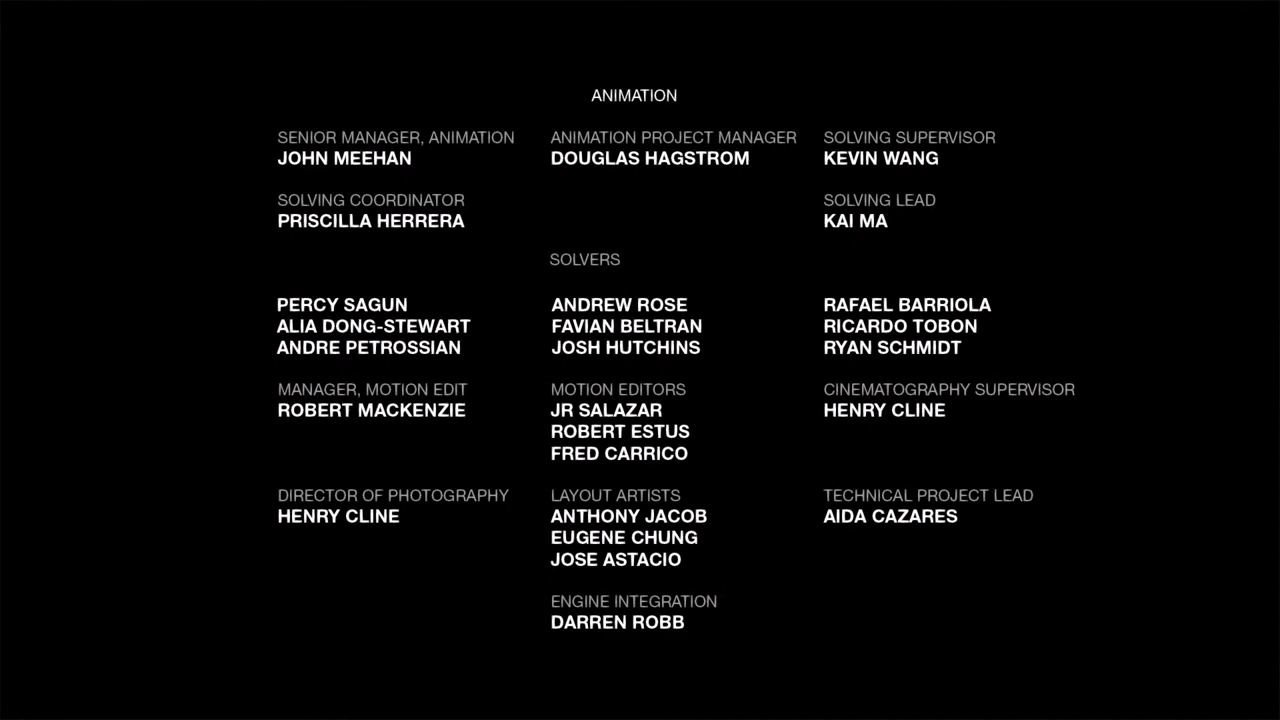 ANIMATION
SENIOR MANAGER, ANIMATION
JOHN MEEHAN
ANIMATION PROJECT MANAGER
DOUGLAS HAGSTROM
SOLVING SUPERVISOR
KEVIN WANG
SOLVING COORDINATOR
PRISCILLA HERRERA
SOLVING LEAD
KAI MA
SOLVERS
PERCY SAGUN
ALIA DONG-STEWART
ANDRE PETROSSIAN
ANDREW ROSE
FAVIAN BELTRAN
JOSH HUTCHINS
RAFAEL BARRIOLA
RICARDO TOBON
RYAN SCHMIDT
MANAGER, MOTION EDIT
ROBERT MACKENZIE
MOTION EDITORS
JR SALAZAR
ROBERT ESTUS
FRED CARRICO
CINEMATOGRAPHY SUPERVISOR
HENRY CLINE
DIRECTOR OF PHOTOGRAPHY
HENRY CLINE
LAYOUT ARTISTS
ANTHONY JACOB
EUGENE CHUNG
JOSE ASTACIO
TECHNICAL PROJECT LEAD
AIDA CAZARES
ENGINE INTEGRATION
DARREN ROBB